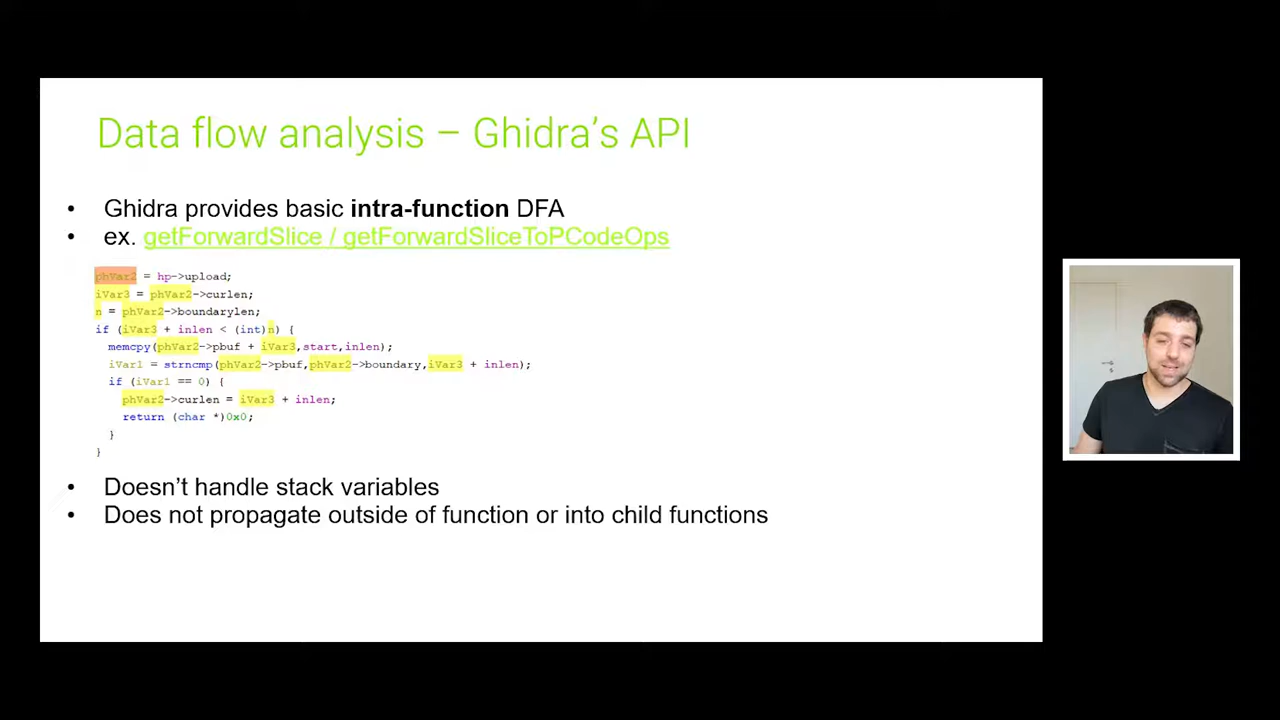 Data flow analysis – Ghidra's API
• Ghidra provides basic intra-function DFA
• ex. getForwardSlice / getForwardSliceToPCodeOps
phVar2 = hp->upload;
iVar3 = phVar2->curlen;
n = phVar2->boundarylen;
if (iVar3 + inlen < (int)n) {
memcpy(phVar2->pbuf + iVar3,start,inlen);
iVar1 = strncmp(phVar2->pbuf,phVar2->boundary,iVar3 + inlen);
if (iVar1 == 0) {
phVar2->curlen = iVar3 + inlen;
return (char *)0x0;
}
}
• Doesn't handle stack variables
• Does not propagate outside of function or into child functions